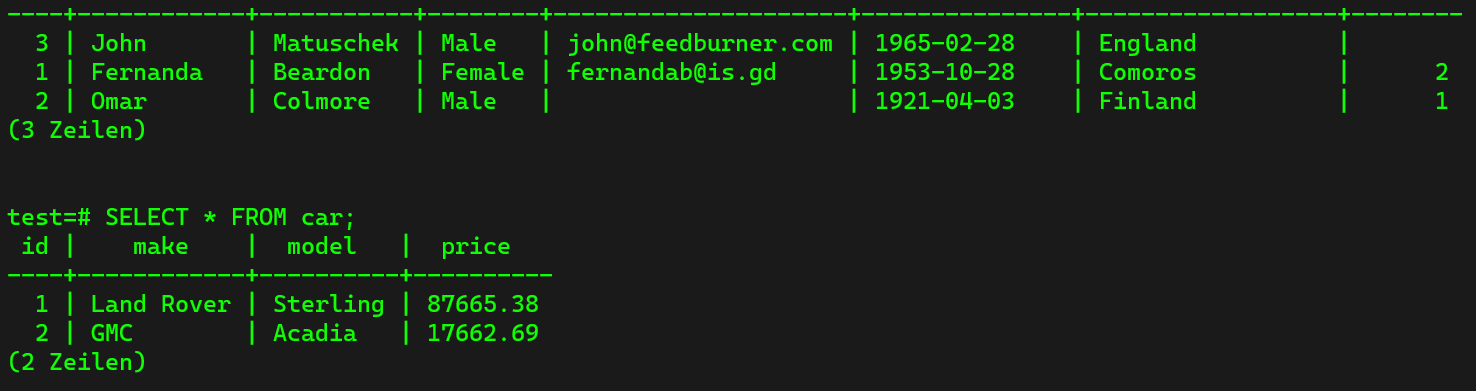 ----+------------+-----------+--------+---------------------+---------------+------------------+--------
  3 | John       | Matuschek | Male   | john@feedburner.com | 1965-02-28    | England          |
  1 | Fernanda   | Beardon   | Female | fernandab@is.gd     | 1953-10-28    | Comoros          |      2
  2 | Omar       | Colmore   | Male   |                     | 1921-04-03    | Finland          |      1
(3 Zeilen)
test=# SELECT * FROM car;
 id |    make    |  model   |  price
----+------------+----------+----------
  1 | Land Rover | Sterling | 87665.38
  2 | GMC        | Acadia   | 17662.69
(2 Zeilen)